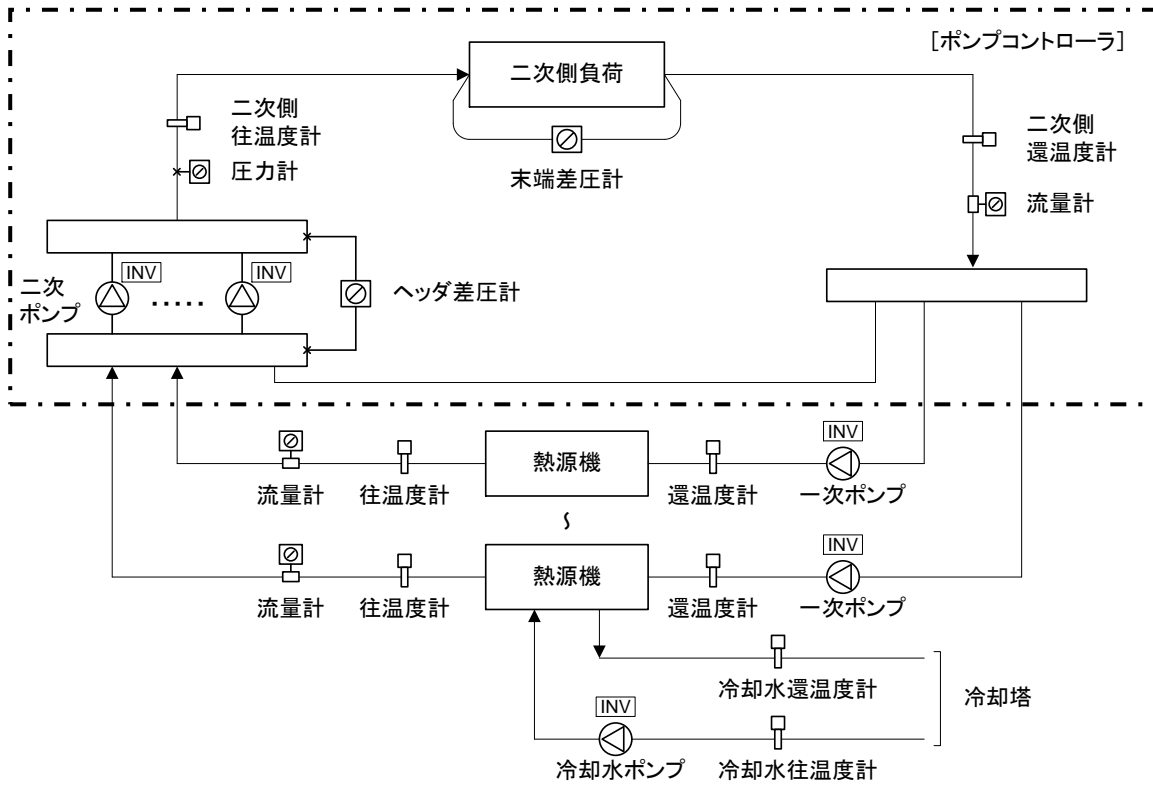 [ポンプコントローラ]
二次側負荷
二次側
往温度計
圧力計
末端差圧計
二次側
還温度計
流量計
INV
INV
二次
ポンプ
ヘッダ差圧計
INV
熱源機
流量計
往温度計
還温度計
一次ポンプ
~
INV
熱源機
流量計
往温度計
還温度計
一次ポンプ
冷却水還温度計
冷却塔
INV
冷却水ポンプ
冷却水往温度計